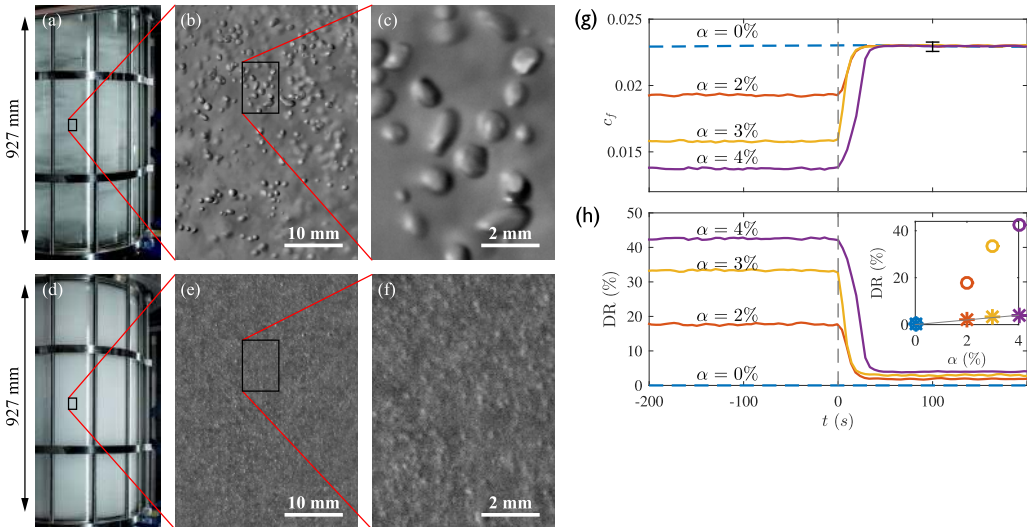 (a)
(b)
(c)
927 mm
10 mm
2 mm
(d)
(e)
(f)
927 mm
10 mm
2 mm
(g)
0.025
0.02
0.015
c_f
α = 0%
α = 2%
α = 3%
α = 4%
(h)
50
40
30
20
10
0
DR (%)
α = 4%
α = 3%
α = 2%
α = 0%
-200
-100
0
100
t (s)
40
20
0
DR (%)
0
2
4
α (%)